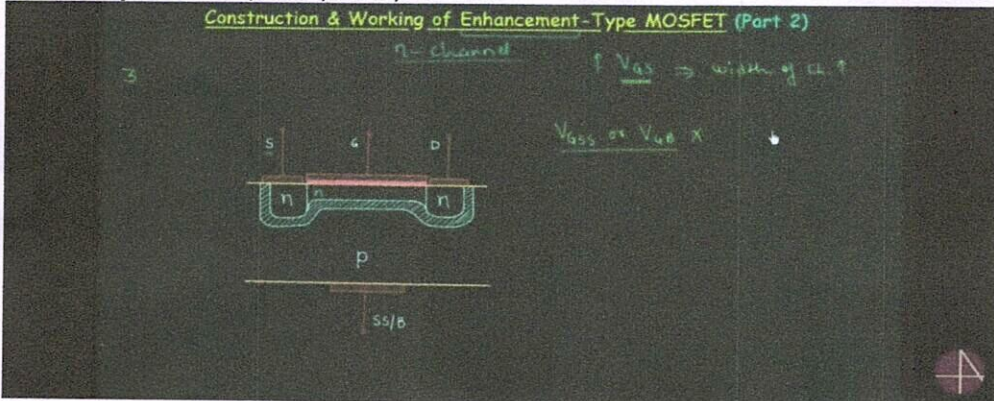 Construction & Working of Enhancement-Type MOSFET (Part 2)
n-channel
↑ VGS ⇒ width of ch. ↑
3
VGSS or VGB X
S G D
n n n
P
SS/B